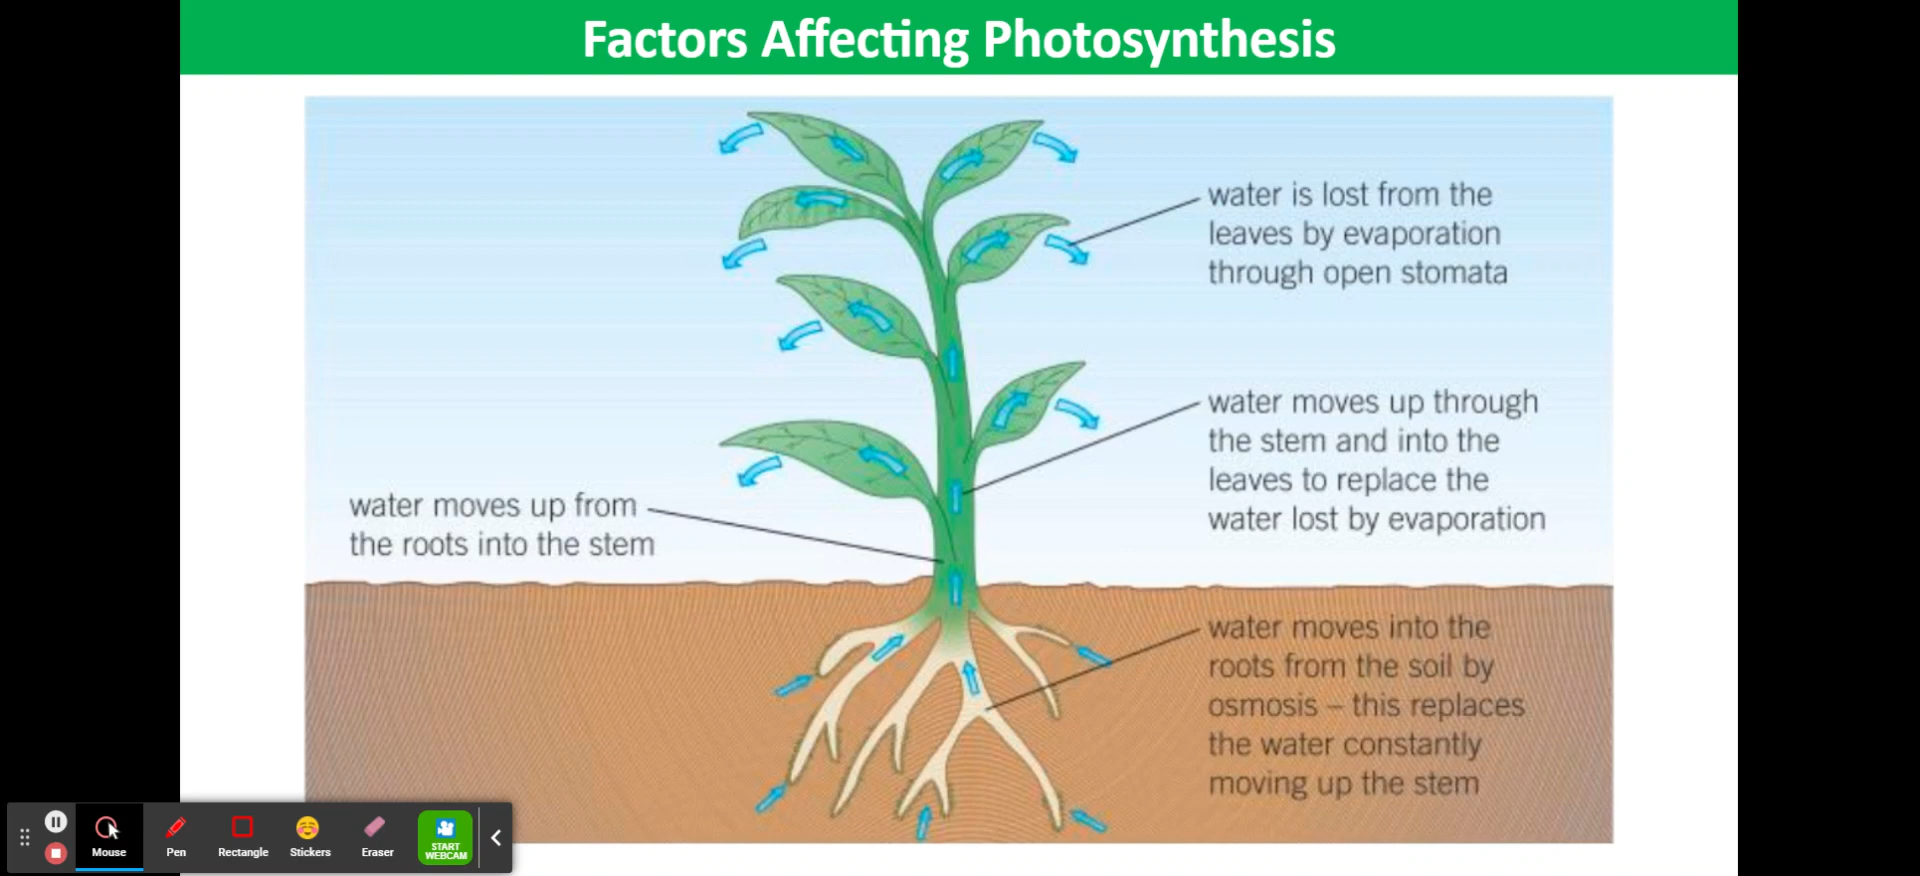 Factors Affecting Photosynthesis
water is lost from the
leaves by evaporation
through open stomata
water moves up through
the stem and into the
leaves to replace the
water lost by evaporation
water moves up from
the roots into the stem
water moves into the
roots from the soil by
osmosis – this replaces
the water constantly
moving up the stem
Mouse
Pen
Rectangle
Stickers
Eraser
START
WEBCAM